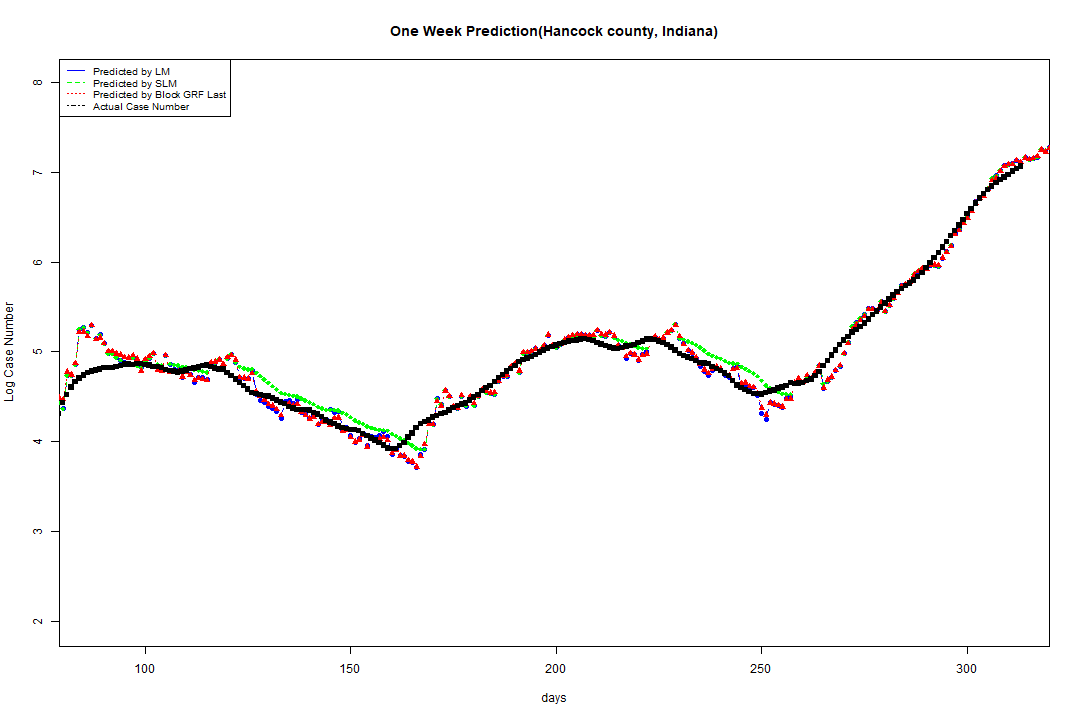 One Week Prediction(Hancock county, Indiana)
Predicted by LM
Predicted by SLM
Predicted by Block GRF Last
Actual Case Number
8
7
6
5
4
3
2
Log Case Number
100 150 200 250 300
days